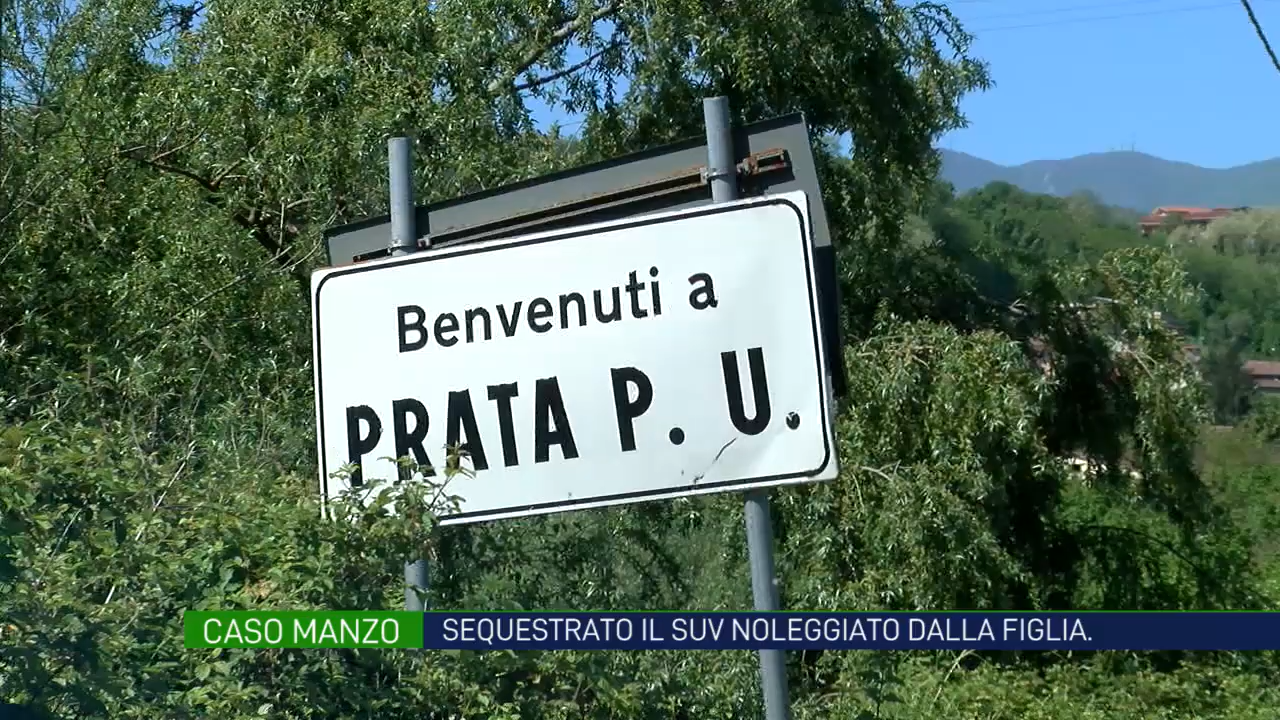 Benvenuti a
PRATA P. U.
CASO MANZO SEQUESTRATO IL SUV NOLEGGIATO DALLA FIGLIA.